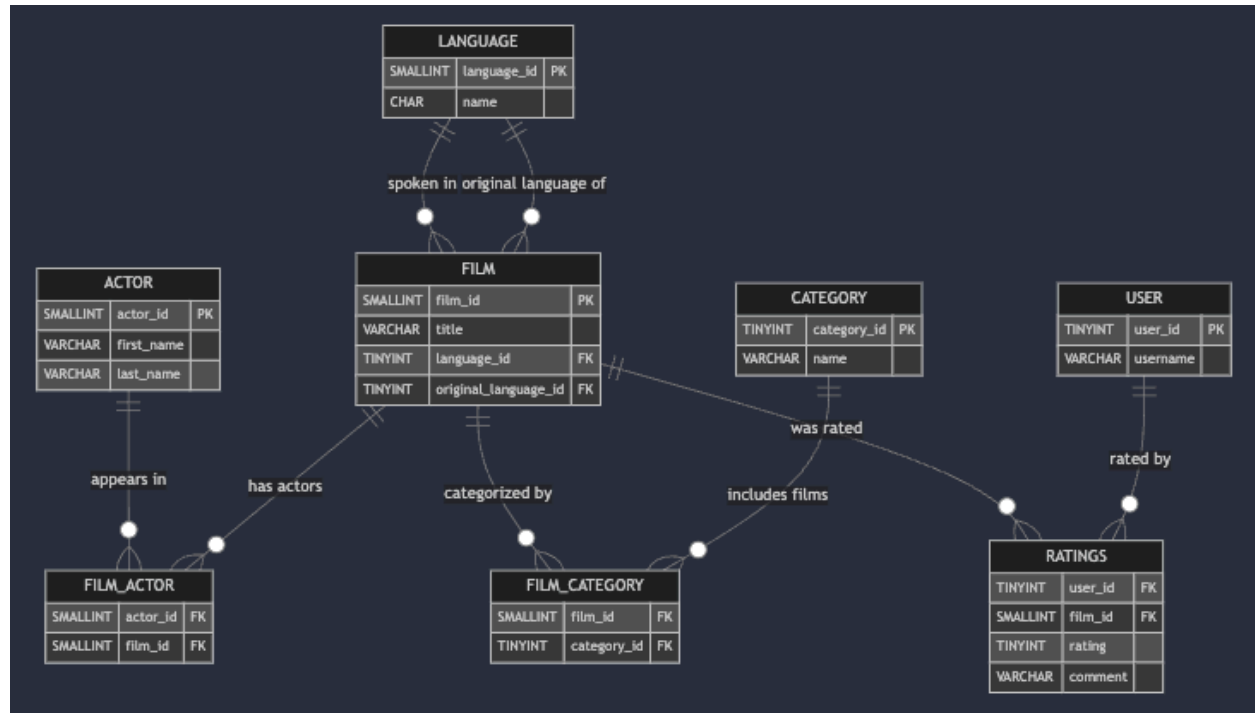 LANGUAGE
SMALLINT language_id PK
CHAR name
spoken in original language of
ACTOR
SMALLINT actor_id PK
VARCHAR first_name
VARCHAR last_name
FILM
SMALLINT film_id PK
VARCHAR title
TINYINT language_id FK
TINYINT original_language_id FK
CATEGORY
TINYINT category_id PK
VARCHAR name
USER
TINYINT user_id PK
VARCHAR username
appears in
has actors
categorized by
was rated
includes films
rated by
FILM_ACTOR
SMALLINT actor_id FK
SMALLINT film_id FK
FILM_CATEGORY
SMALLINT film_id FK
TINYINT category_id FK
RATINGS
TINYINT user_id FK
SMALLINT film_id FK
TINYINT rating
VARCHAR comment